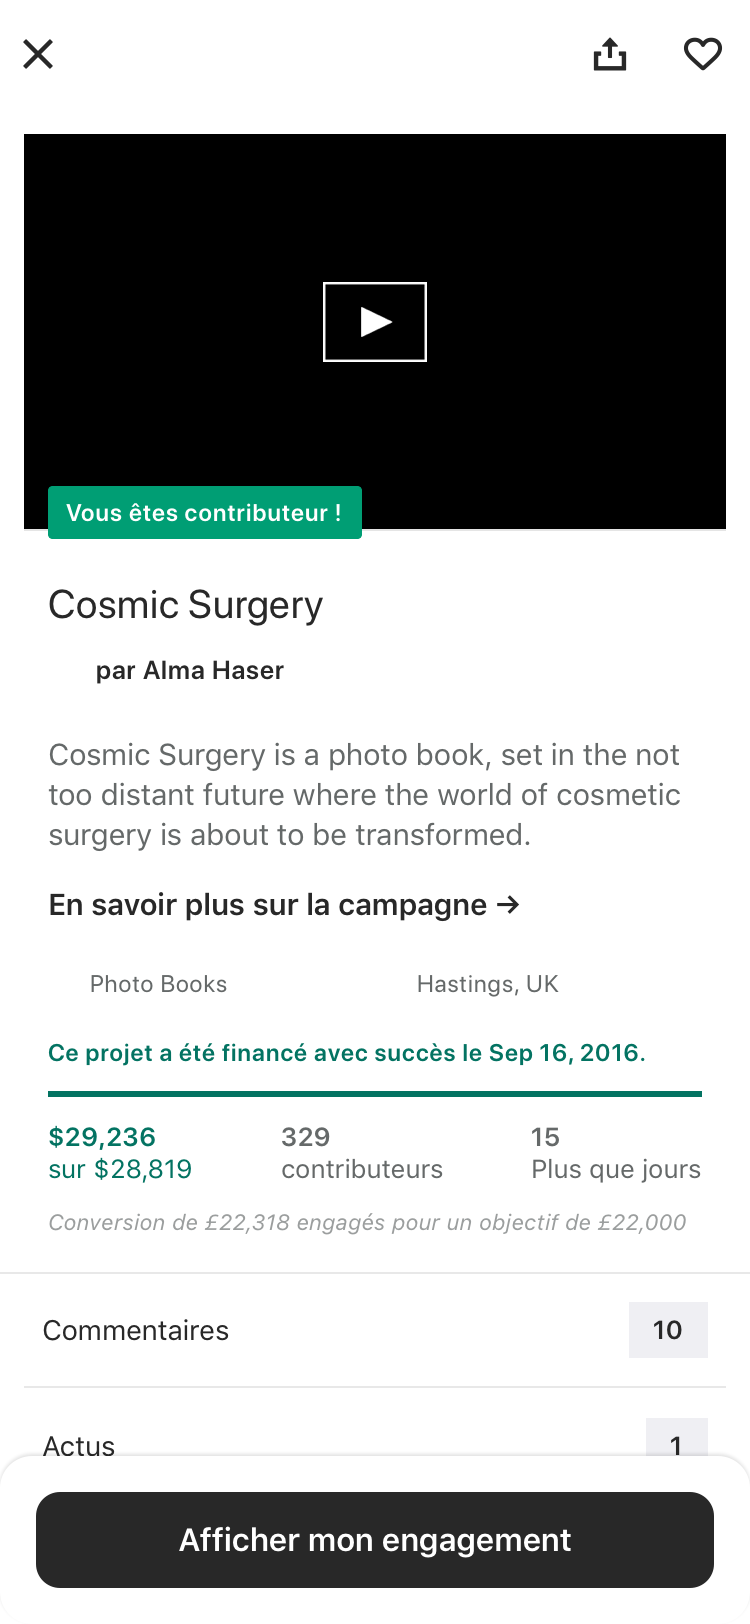 Vous êtes contributeur !
Cosmic Surgery
par Alma Haser
Cosmic Surgery is a photo book, set in the not
too distant future where the world of cosmetic
surgery is about to be transformed.
En savoir plus sur la campagne →
Photo Books
Hastings, UK
Ce projet a été financé avec succès le Sep 16, 2016.
$29,236
sur $28,819
329
contributeurs
15
Plus que jours
Conversion de £22,318 engagés pour un objectif de £22,000
Commentaires
10
Actus
1
Afficher mon engagement